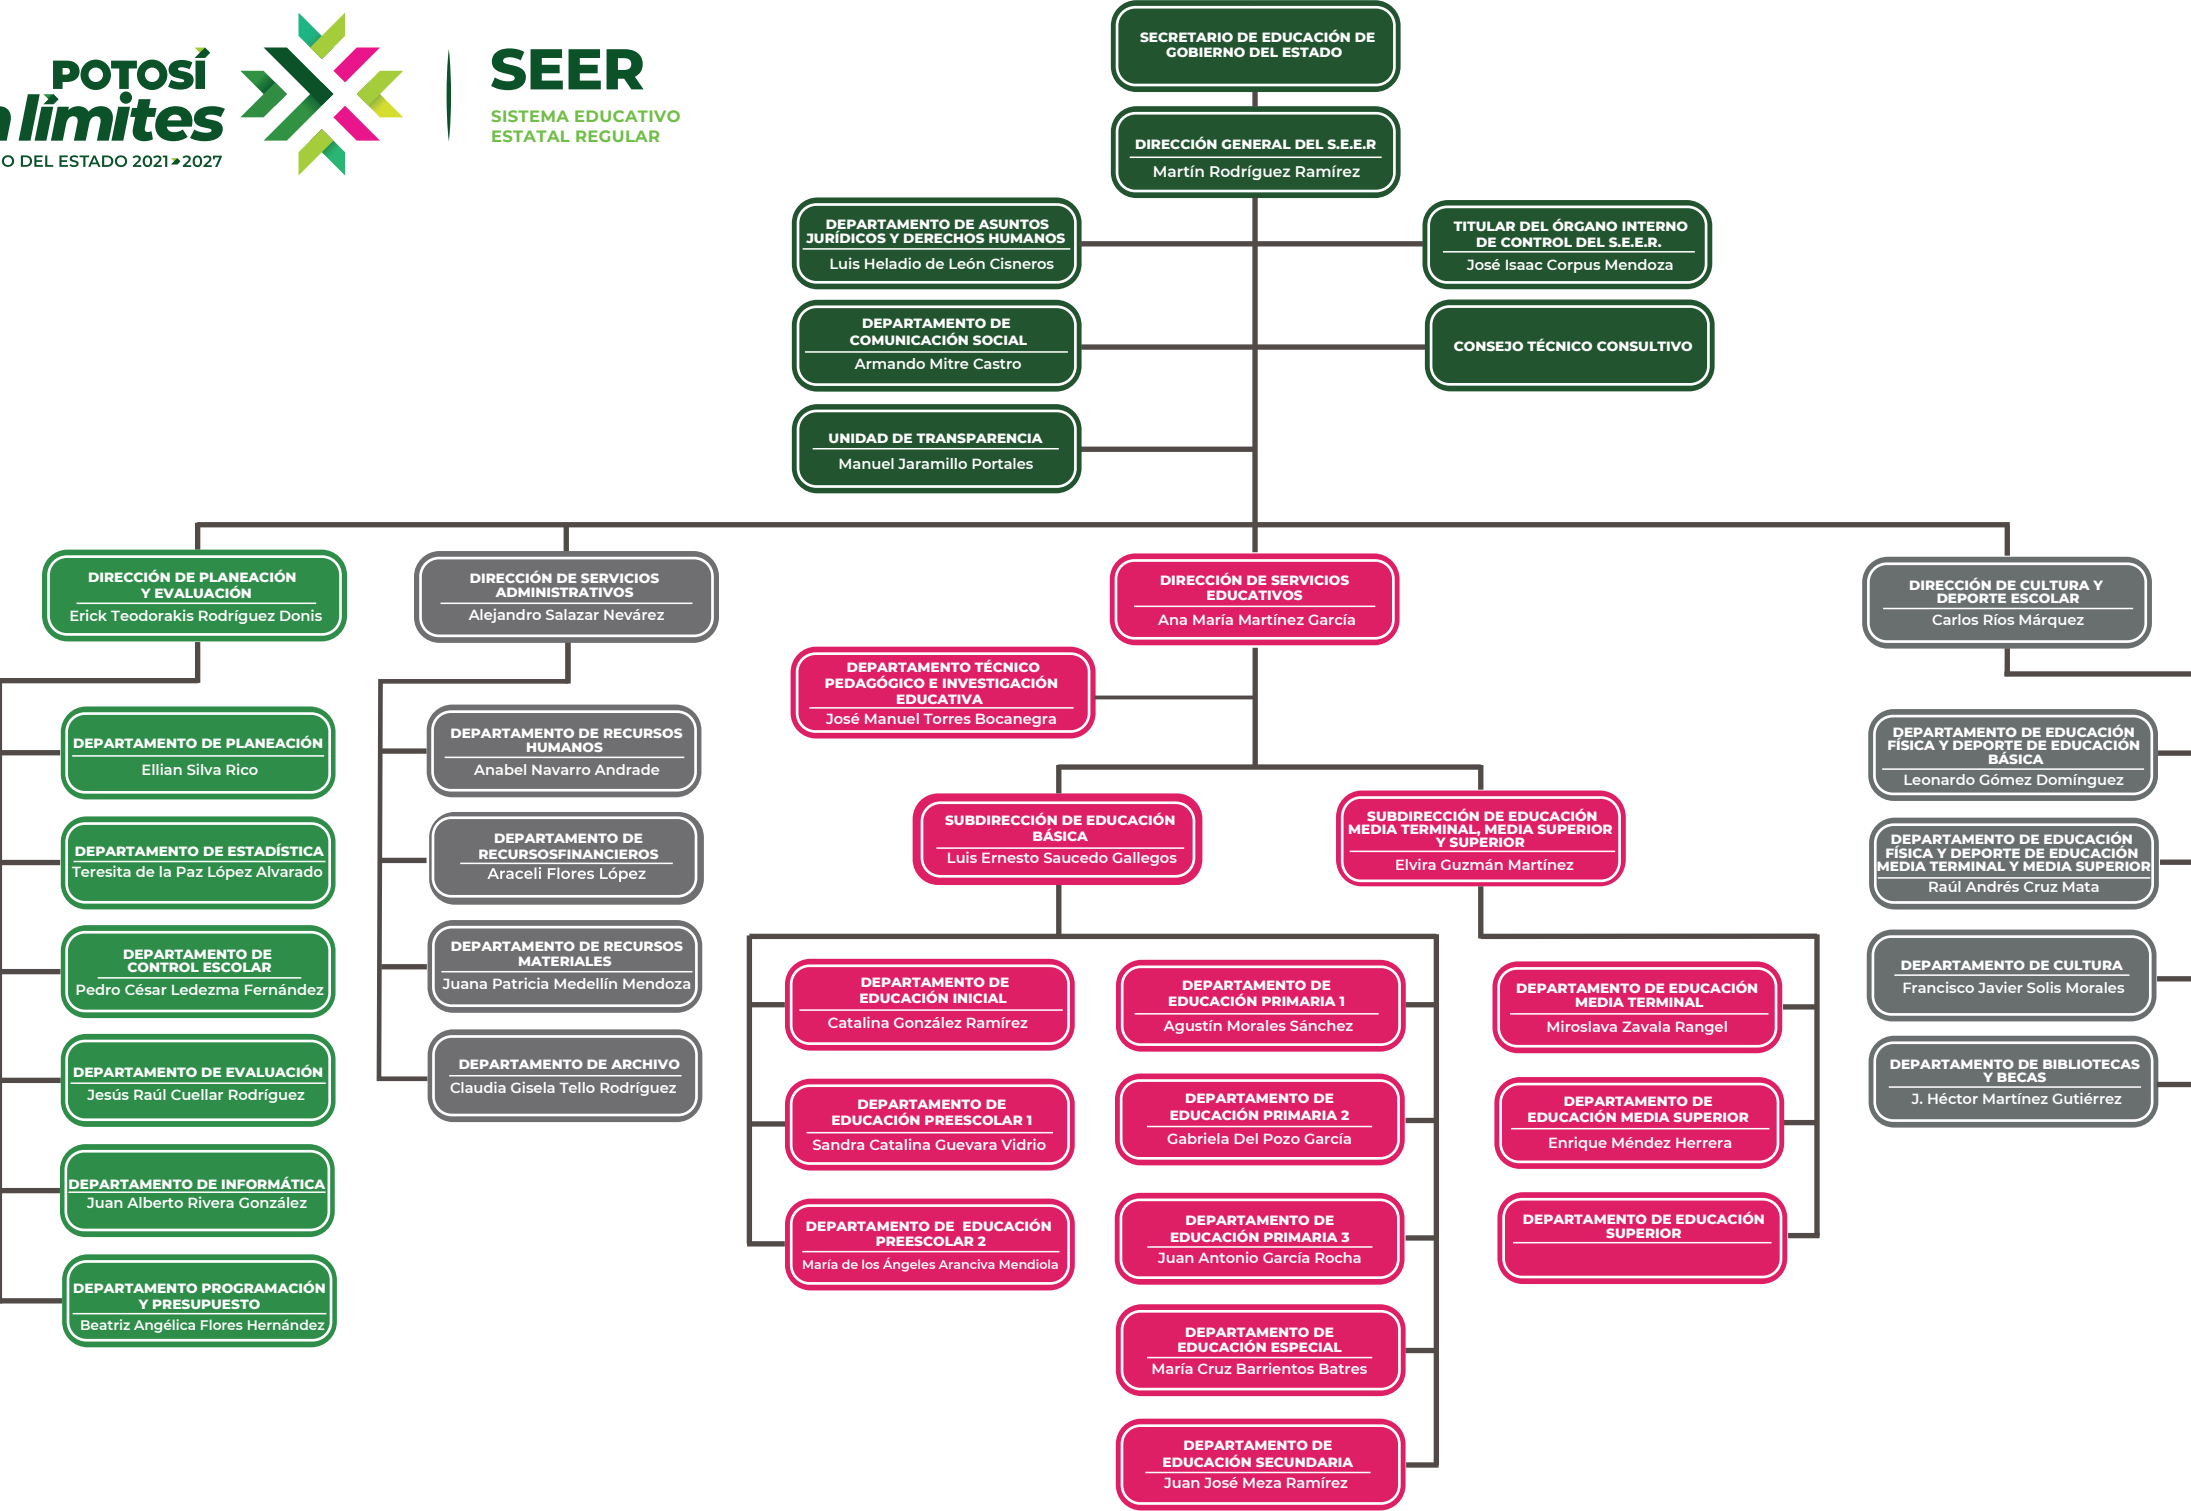 POTOSÍ
límites
O DEL ESTADO 2021 2027
SEER
SISTEMA EDUCATIVO
ESTATAL REGULAR
SECRETARIO DE EDUCACIÓN DE
GOBIERNO DEL ESTADO
DIRECCIÓN GENERAL DEL S.E.E.R
Martín Rodríguez Ramírez
DEPARTAMENTO DE ASUNTOS
JURÍDICOS Y DERECHOS HUMANOS
Luis Heladio de León Cisneros
TITULAR DEL ÓRGANO INTERNO
DE CONTROL DEL S.E.E.R.
José Isaac Corpus Mendoza
DEPARTAMENTO DE
COMUNICACIÓN SOCIAL
Armando Mitre Castro
CONSEJO TÉCNICO CONSULTIVO
UNIDAD DE TRANSPARENCIA
Manuel Jaramillo Portales
DIRECCIÓN DE PLANEACIÓN
Y EVALUACIÓN
Erick Teodorakis Rodríguez Donis
DEPARTAMENTO DE PLANEACIÓN
Ellian Silva Rico
DEPARTAMENTO DE ESTADÍSTICA
Teresita de la Paz López Alvarado
DEPARTAMENTO DE
CONTROL ESCOLAR
Pedro César Ledezma Fernández
DEPARTAMENTO DE EVALUACIÓN
Jesús Raúl Cuellar Rodríguez
DEPARTAMENTO DE INFORMÁTICA
Juan Alberto Rivera González
DEPARTAMENTO PROGRAMACIÓN
Y PRESUPUESTO
Beatriz Angélica Flores Hernández
DIRECCIÓN DE SERVICIOS
ADMINISTRATIVOS
Alejandro Salazar Nevárez
DEPARTAMENTO DE RECURSOS
HUMANOS
Anabel Navarro Andrade
DEPARTAMENTO DE
RECURSOSFINANCIEROS
Araceli Flores López
DEPARTAMENTO DE RECURSOS
MATERIALES
Juana Patricia Medellín Mendoza
DEPARTAMENTO DE ARCHIVO
Claudia Gisela Tello Rodríguez
DIRECCIÓN DE SERVICIOS
EDUCATIVOS
Ana María Martínez García
DEPARTAMENTO TÉCNICO
PEDAGÓGICO E INVESTIGACIÓN
EDUCATIVA
José Manuel Torres Bocanegra
SUBDIRECCIÓN DE EDUCACIÓN
BÁSICA
Luis Ernesto Saucedo Gallegos
DEPARTAMENTO DE
EDUCACIÓN INICIAL
Catalina González Ramírez
DEPARTAMENTO DE
EDUCACIÓN PREESCOLAR 1
Sandra Catalina Guevara Vidrio
DEPARTAMENTO DE EDUCACIÓN
PREESCOLAR 2
María de los Ángeles Aranciva Mendiola
DEPARTAMENTO DE
EDUCACIÓN PRIMARIA 1
Agustín Morales Sánchez
DEPARTAMENTO DE
EDUCACIÓN PRIMARIA 2
Gabriela Del Pozo García
DEPARTAMENTO DE
EDUCACIÓN PRIMARIA 3
Juan Antonio García Rocha
DEPARTAMENTO DE
EDUCACIÓN ESPECIAL
María Cruz Barrientos Batres
DEPARTAMENTO DE
EDUCACIÓN SECUNDARIA
Juan José Meza Ramírez
SUBDIRECCIÓN DE EDUCACIÓN
MEDIA TERMINAL, MEDIA SUPERIOR
Y SUPERIOR
Elvira Guzmán Martínez
DEPARTAMENTO DE EDUCACIÓN
MEDIA TERMINAL
Miroslava Zavala Rangel
DEPARTAMENTO DE
EDUCACIÓN MEDIA SUPERIOR
Enrique Méndez Herrera
DEPARTAMENTO DE EDUCACIÓN
SUPERIOR
DIRECCIÓN DE CULTURA Y
DEPORTE ESCOLAR
Carlos Ríos Márquez
DEPARTAMENTO DE EDUCACIÓN
FÍSICA Y DEPORTE DE EDUCACIÓN
BÁSICA
Leonardo Gómez Domínguez
DEPARTAMENTO DE EDUCACIÓN
FÍSICA Y DEPORTE DE EDUCACIÓN
MEDIA TERMINAL Y MEDIA SUPERIOR
Raúl Andrés Cruz Mata
DEPARTAMENTO DE CULTURA
Francisco Javier Solis Morales
DEPARTAMENTO DE BIBLIOTECAS
Y BECAS
J. Héctor Martínez Gutiérrez